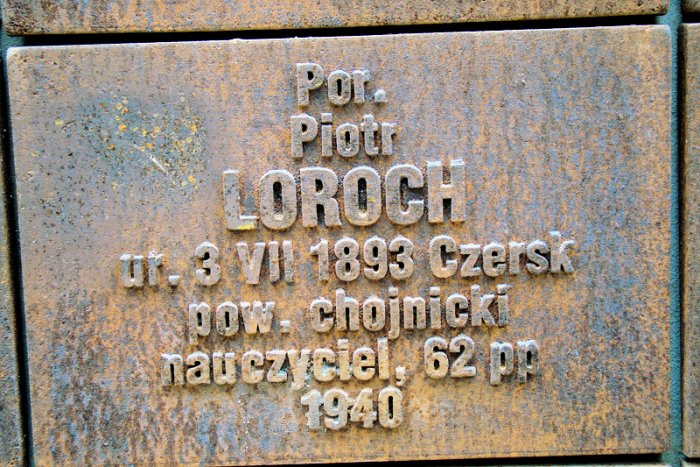 Por.
Piotr
LOROCH
ur. 3 VII 1893 Czersk
pow. chojnicki
nauczyciel, 62 pp
1940